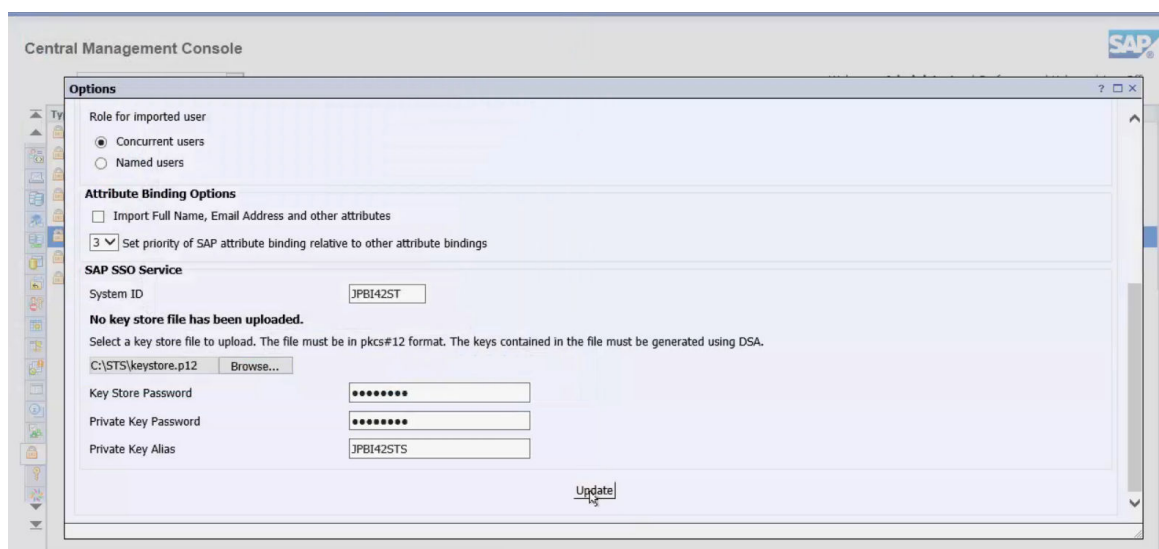 Central Management Console
SAP
Options
? □ ×
Ty
Role for imported user
Concurrent users
Named users
Attribute Binding Options
Import Full Name, Email Address and other attributes
3 Set priority of SAP attribute binding relative to other attribute bindings
SAP SSO Service
System ID JPBI42ST
No key store file has been uploaded.
Select a key store file to upload. The file must be in pkcs#12 format. The keys contained in the file must be generated using DSA.
C:\STS\keystore.p12 Browse...
Key Store Password ●●●●●●●●
Private Key Password ●●●●●●●●
Private Key Alias JPBI42STS
Update